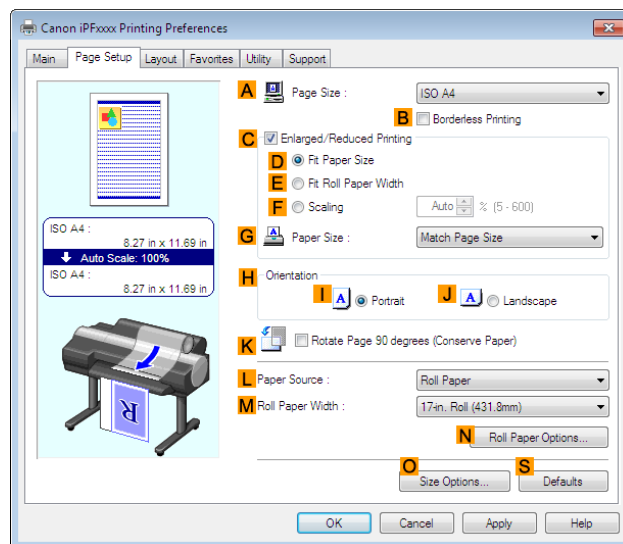 Canon iPFxxxx Printing Preferences
Main Page Setup Layout Favorites Utility Support
A Page Size : ISO A4
B Borderless Printing
C Enlarged/Reduced Printing
D Fit Paper Size
E Fit Roll Paper Width
F Scaling Auto % (5 - 600)
G Paper Size : Match Page Size
ISO A4 :
8.27 in x 11.69 in
Auto Scale: 100%
ISO A4 :
8.27 in x 11.69 in
H Orientation
I A Portrait J A Landscape
K Rotate Page 90 degrees (Conserve Paper)
L Paper Source : Roll Paper
M Roll Paper Width : 17-in. Roll (431.8mm)
N Roll Paper Options...
R
O Size Options... S Defaults
OK Cancel Apply Help